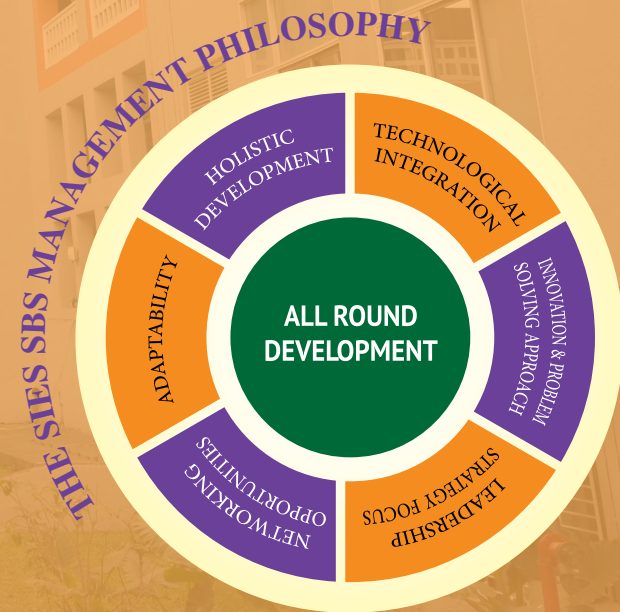 THE SIES SBS MANAGEMENT PHILOSOPHY
HOLISTIC
DEVELOPMENT
TECHNOLOGICAL
INTEGRATION
INNOVATION & PROBLEM
SOLVING APPROACH
LEADERSHIP
STRATEGY FOCUS
NETWORKING
OPPORTUNITIES
ADAPTABILITY
ALL ROUND
DEVELOPMENT